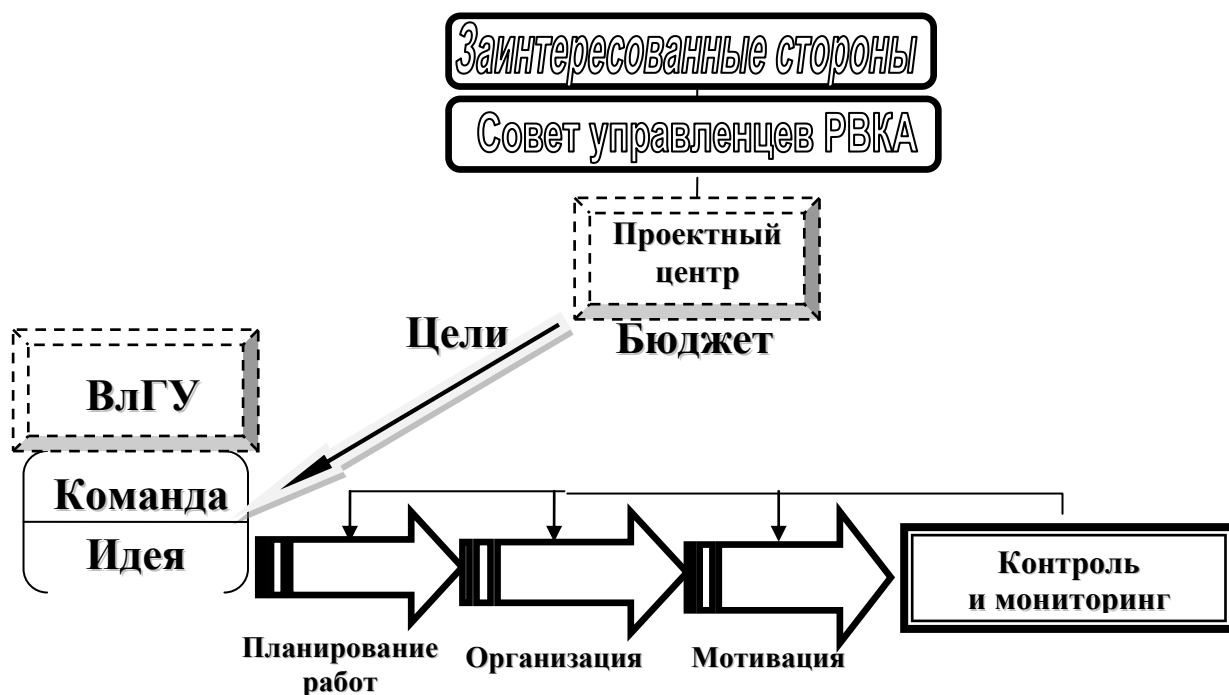 Заинтересованные стороны
Совет управленцев РВКА
Проектный
центр
Цели
Бюджет
ВлГУ
Команда
Идея
Контроль
и мониторинг
Планирование
работ
Организация
Мотивация